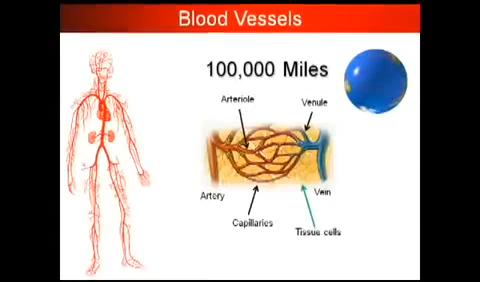 Blood Vessels
100,000 Miles
Arteriole
Venule
Artery
Vein
Capillaries
Tissue cells